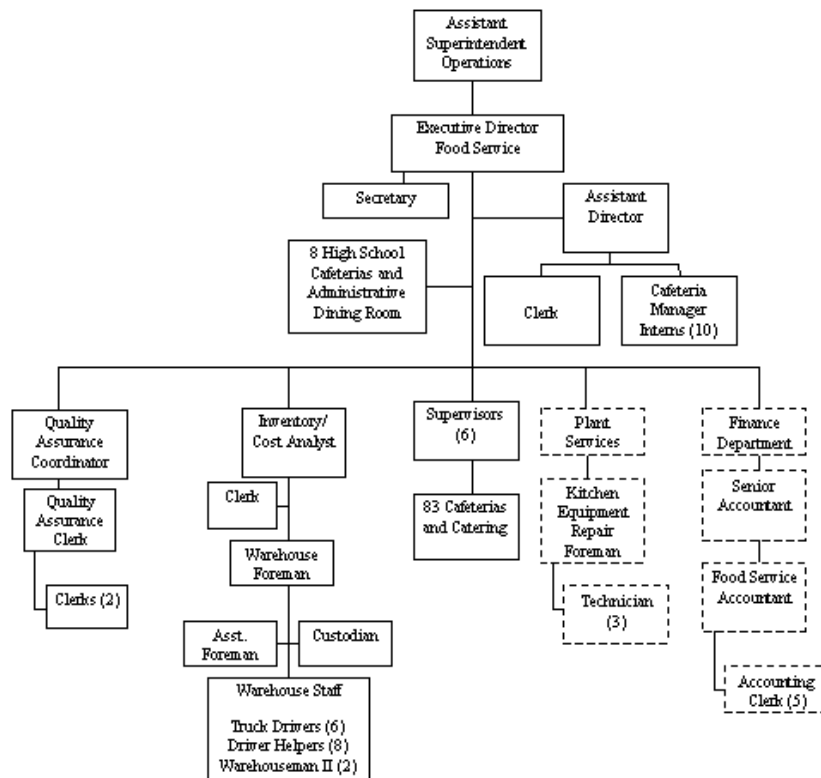 Assistant
Superintendent
Operations
Executive Director
Food Service
Secretary
Assistant
Director
8 High School
Cafeterias and
Administrative
Dining Room
Clerk
Cafeteria
Manager
Interns (10)
Quality
Assurance
Coordinator
Quality
Assurance
Clerk
Clerks (2)
Inventory/
Cost Analyst
Clerk
Warehouse
Foreman
Asst.
Foreman
Custodian
Warehouse Staff
Truck Drivers (6)
Driver Helpers (8)
Warehouseman II (2)
Supervisors
(6)
83 Cafeterias
and Catering
Plant
Services
Kitchen
Equipment
Repair
Foreman
Technician
(3)
Finance
Department
Senior
Accountant
Food Service
Accountant
Accounting
Clerk (5)